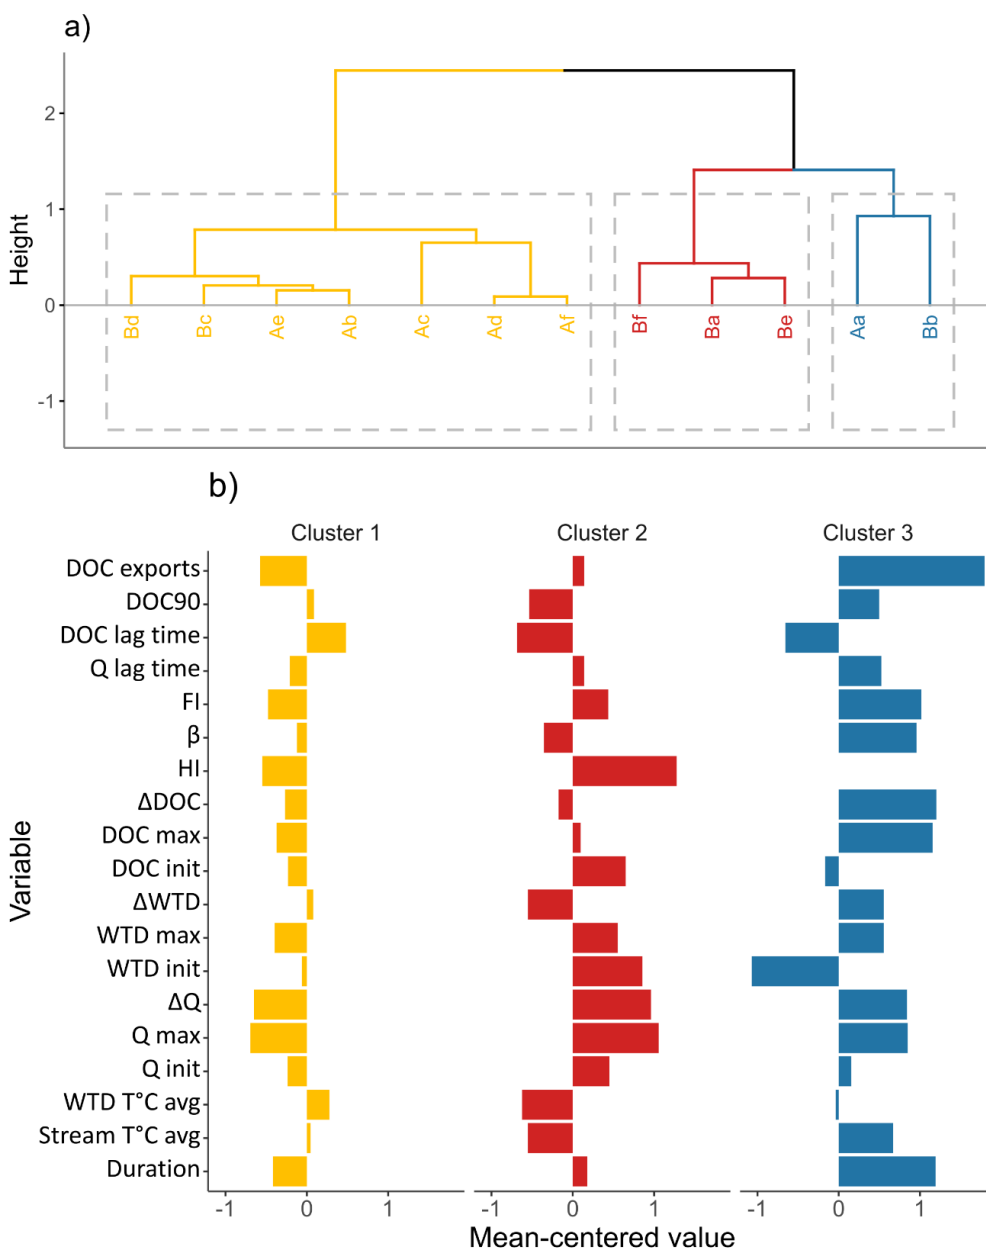 a)
Height
2
1
0
-1
Bd Bc Ae Ab Ac Ad Af Bf Ba Be Aa Bb
b)
Cluster 1 Cluster 2 Cluster 3
Variable
DOC exports
DOC90
DOC lag time
Q lag time
FI
β
HI
ΔDOC
DOC max
DOC init
ΔWTD
WTD max
WTD init
ΔQ
Q max
Q init
WTD T°C avg
Stream T°C avg
Duration
-1 0 1 -1 0 1 -1 0 1
Mean-centered value